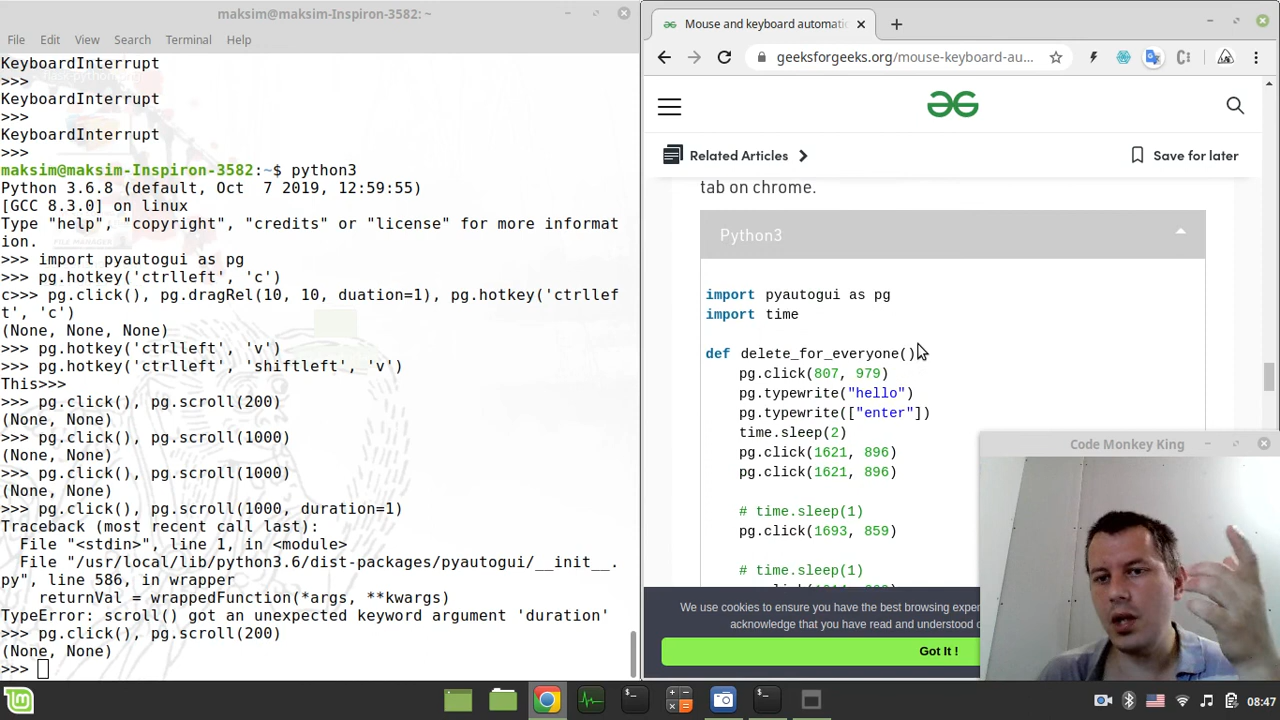 maksim@maksim-Inspiron-3582: ~
File Edit View Search Terminal Help
KeyboardInterrupt
>>>
KeyboardInterrupt
>>>
KeyboardInterrupt
>>>
maksim@maksim-Inspiron-3582:~$ python3
Python 3.6.8 (default, Oct  7 2019, 12:59:55)
[GCC 8.3.0] on linux
Type "help", "copyright", "credits" or "license" for more informat
ion.
>>> import pyautogui as pg
>>> pg.hotkey('ctrlleft', 'c')
c>>> pg.click(), pg.dragRel(10, 10, duation=1), pg.hotkey('ctrllef
t', 'c')
(None, None, None)
>>> pg.hotkey('ctrlleft', 'v')
>>> pg.hotkey('ctrlleft', 'shiftleft', 'v')
This>>>
>>> pg.click(), pg.scroll(200)
(None, None)
>>> pg.click(), pg.scroll(1000)
(None, None)
>>> pg.click(), pg.scroll(1000)
(None, None)
>>> pg.click(), pg.scroll(1000, duration=1)
Traceback (most recent call last):
  File "<stdin>", line 1, in <module>
  File "/usr/local/lib/python3.6/dist-packages/pyautogui/__init__.
py", line 586, in wrapper
    returnVal = wrappedFunction(*args, **kwargs)
TypeError: scroll() got an unexpected keyword argument 'duration'
>>> pg.click(), pg.scroll(200)
(None, None)
>>>
Mouse and keyboard automatic
geeksforgeeks.org/mouse-keyboard-au...
Related Articles
Save for later
tab on chrome.
Python3
import pyautogui as pg
import time
def delete_for_everyone()
pg.click(807, 979)
pg.typewrite("hello")
pg.typewrite(["enter"])
time.sleep(2)
pg.click(1621, 896)
pg.click(1621, 896)
# time.sleep(1)
pg.click(1693, 859)
# time.sleep(1)
We use cookies to ensure you have the best browsing
acknowledge that you have read and understood
Got It !
Code Monkey King
08:47